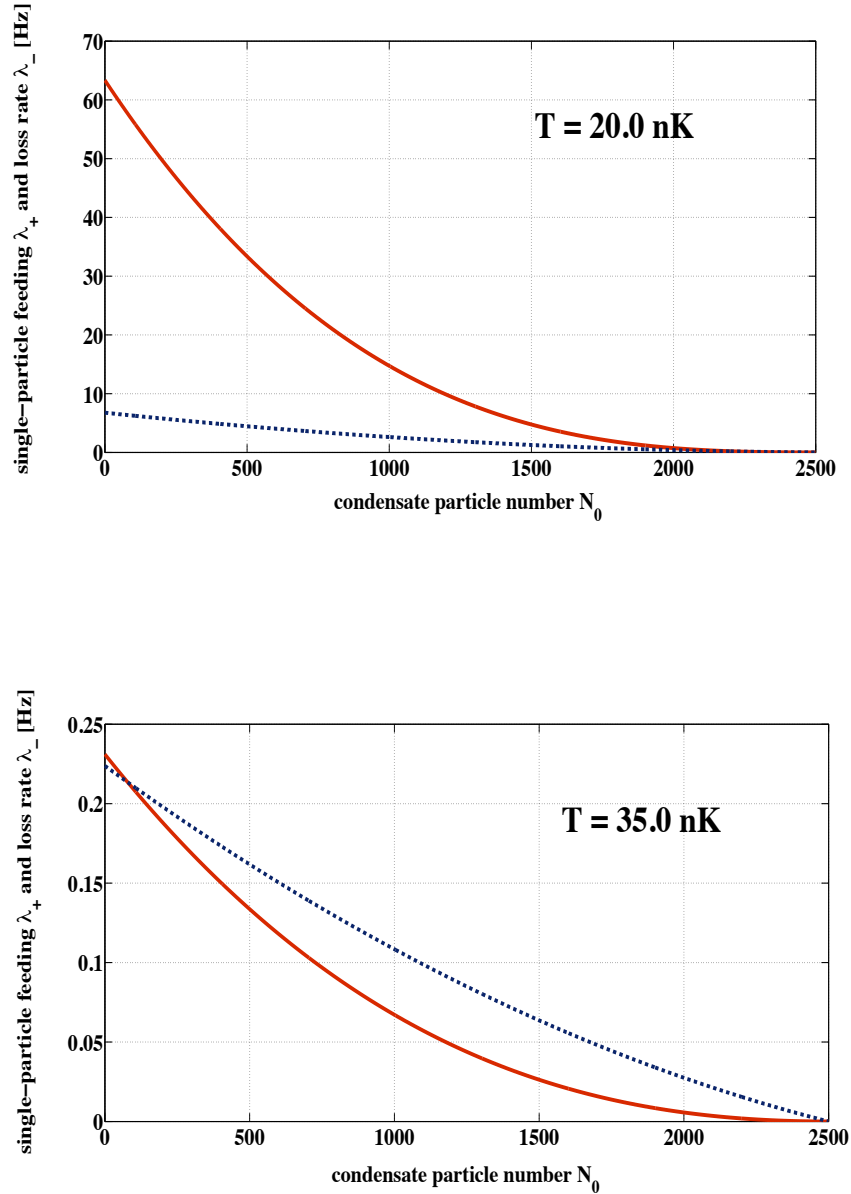 single−particle feeding λ+ and loss rate λ− [Hz]
70
60
50
40
30
20
10
0
T = 20.0 nK
0 500 1000 1500 2000 2500
condensate particle number N0
single−particle feeding λ+ and loss rate λ− [Hz]
0.25
0.2
0.15
0.1
0.05
0
T = 35.0 nK
0 500 1000 1500 2000 2500
condensate particle number N0